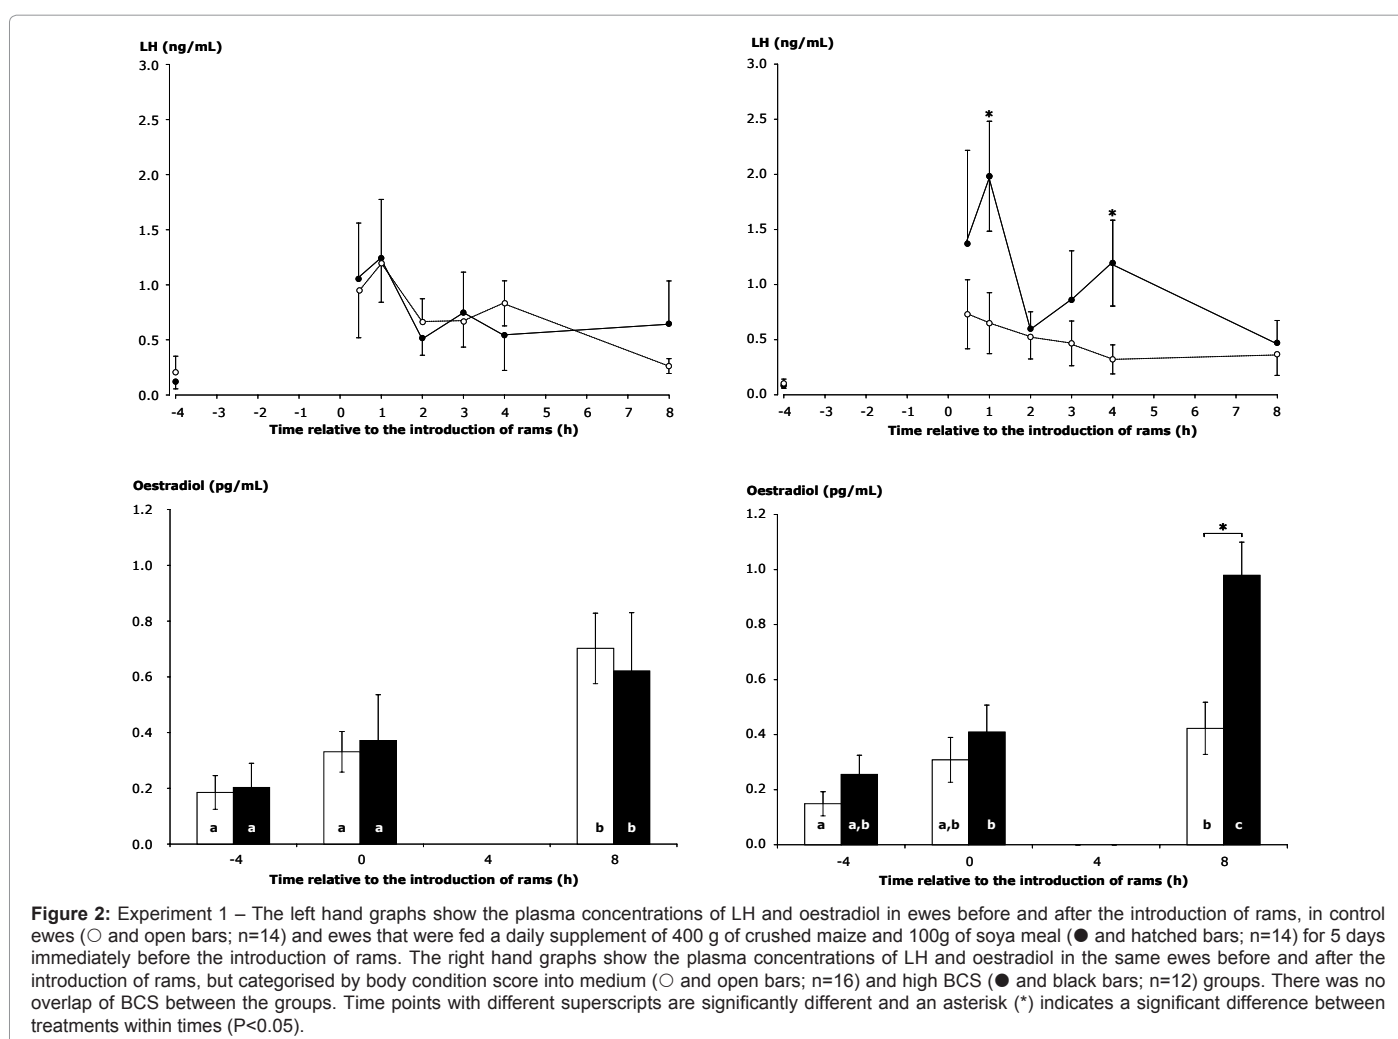 LH (ng/mL)
3.0
2.5
2.0
1.5
1.0
0.5
0.0
-4 -3 -2 -1 0 1 2 3 4 5 6 7 8
Time relative to the introduction of rams (h)
LH (ng/mL)
3.0
2.5
2.0
1.5
1.0
0.5
0.0
* *
-4 -3 -2 -1 0 1 2 3 4 5 6 7 8
Time relative to the introduction of rams (h)
Oestradiol (pg/mL)
1.2
1.0
0.8
0.6
0.4
0.2
0.0
a a a a b b
-4 0 4 8
Time relative to the introduction of rams (h)
Oestradiol (pg/mL)
1.2
1.0
0.8
0.6
0.4
0.2
0.0
*
a a,b a,b b b c
-4 0 4 8
Time relative to the introduction of rams (h)
Figure 2: Experiment 1 – The left hand graphs show the plasma concentrations of LH and oestradiol in ewes before and after the introduction of rams, in control
ewes (○ and open bars; n=14) and ewes that were fed a daily supplement of 400 g of crushed maize and 100g of soya meal (● and hatched bars; n=14) for 5 days
immediately before the introduction of rams. The right hand graphs show the plasma concentrations of LH and oestradiol in the same ewes before and after the
introduction of rams, but categorised by body condition score into medium (○ and open bars; n=16) and high BCS (● and black bars; n=12) groups. There was no
overlap of BCS between the groups. Time points with different superscripts are significantly different and an asterisk (*) indicates a significant difference between
treatments within times (P<0.05).